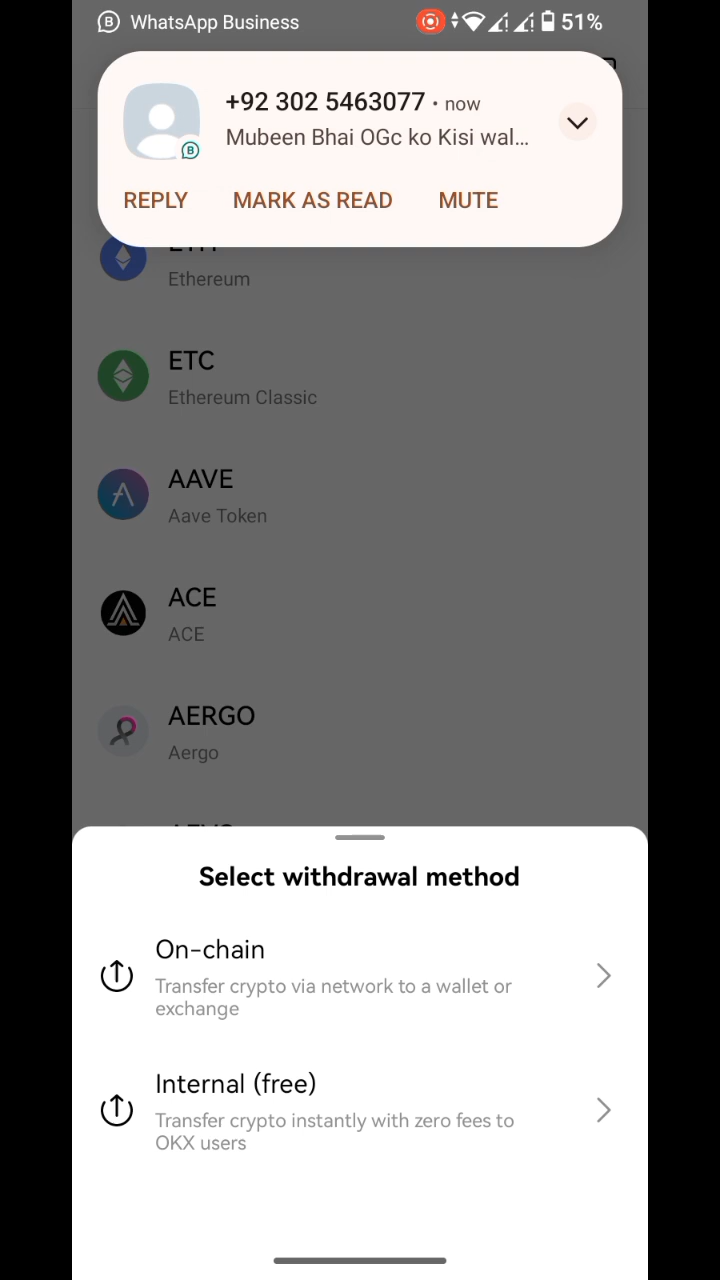 WhatsApp Business
51%
+92 302 5463077 • now
Mubeen Bhai OGc ko Kisi wal...
REPLY MARK AS READ MUTE
ETH
Ethereum
ETC
Ethereum Classic
AAVE
Aave Token
ACE
ACE
AERGO
Aergo
Select withdrawal method
On-chain
Transfer crypto via network to a wallet or
exchange
Internal (free)
Transfer crypto instantly with zero fees to
OKX users